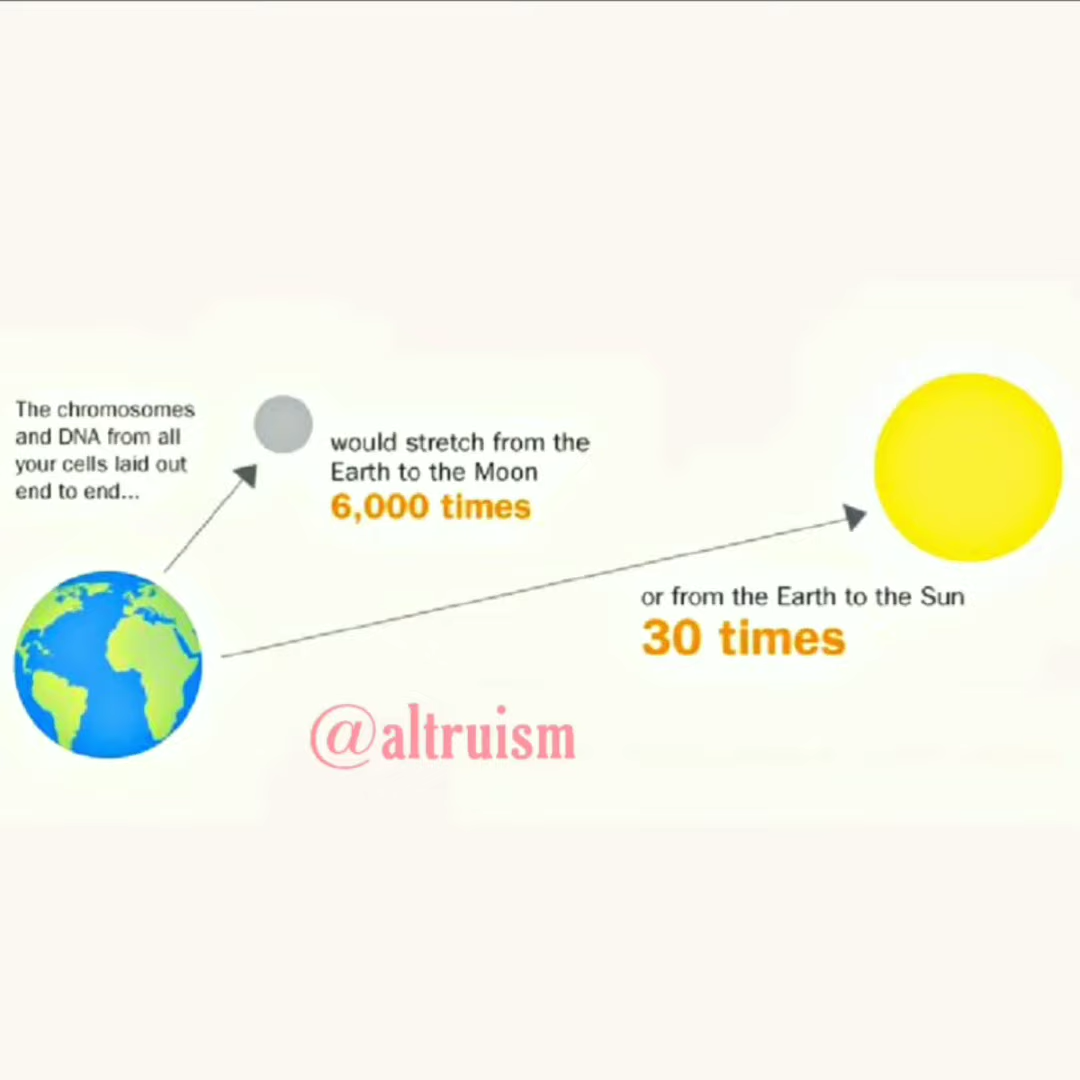 The chromosomes
and DNA from all
your cells laid out
end to end...
would stretch from the
Earth to the Moon
6,000 times
or from the Earth to the Sun
30 times
@altruism